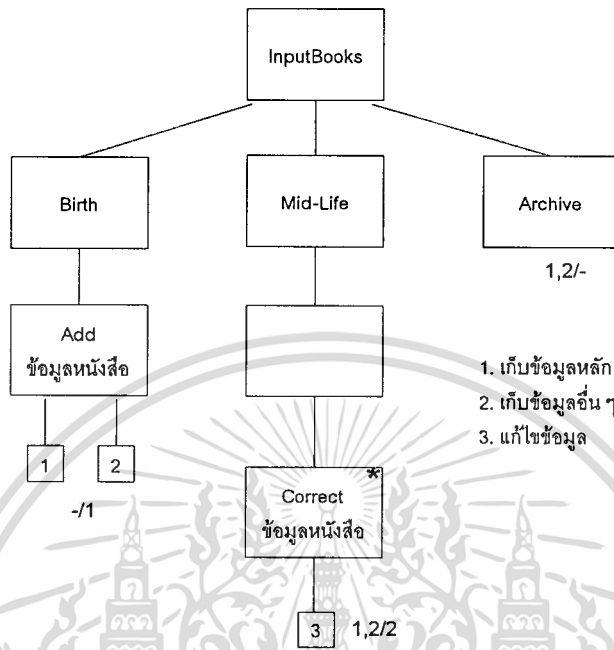 InputBooks
Birth
Mid-Life
Archive
1,2/-
Add
ข้อมูลหนังสือ
1. เก็บข้อมูลหลัก
2. เก็บข้อมูลอื่น ๆ
3. แก้ไขข้อมูล
1
2
-/1
*
Correct
ข้อมูลหนังสือ
3
1,2/2